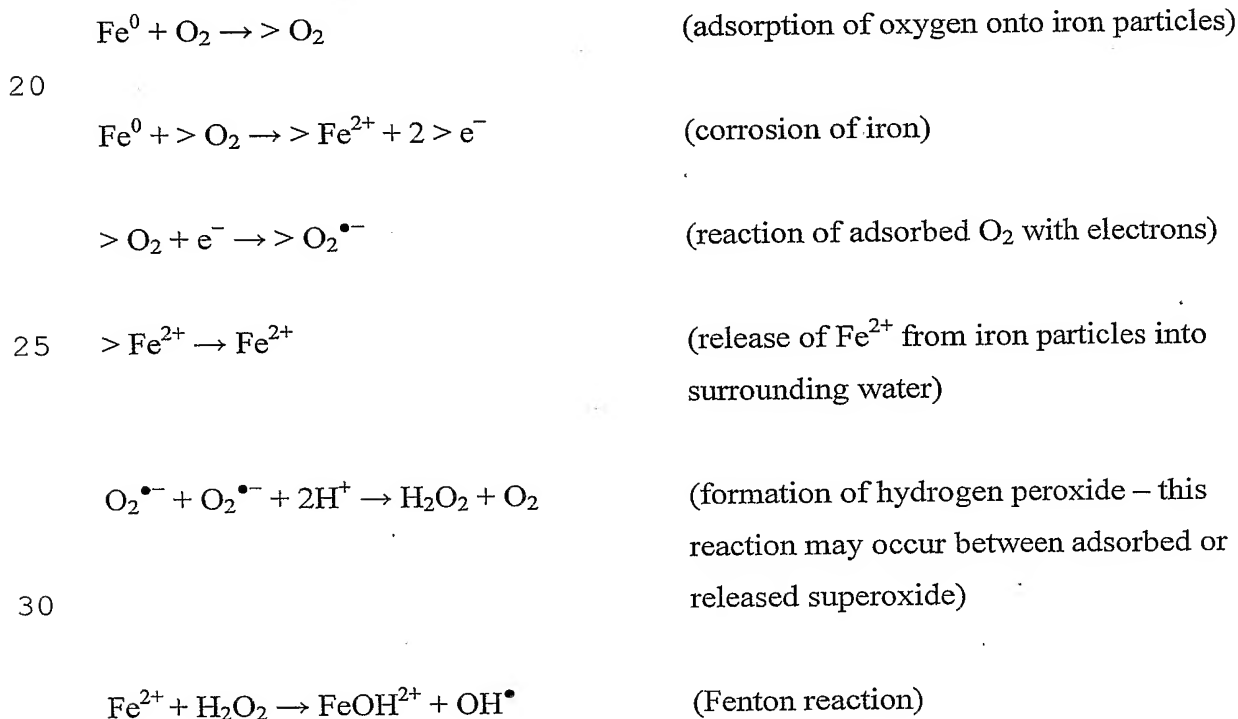 Fe⁰ + O₂ → > O₂ (adsorption of oxygen onto iron particles)
20
Fe⁰ + > O₂ → > Fe²⁺ + 2 > e⁻ (corrosion of iron)
> O₂ + e⁻ → > O₂•⁻ (reaction of adsorbed O₂ with electrons)
25 > Fe²⁺ → Fe²⁺ (release of Fe²⁺ from iron particles into
surrounding water)
O₂•⁻ + O₂•⁻ + 2H⁺ → H₂O₂ + O₂ (formation of hydrogen peroxide – this
reaction may occur between adsorbed or
30 released superoxide)
Fe²⁺ + H₂O₂ → FeOH²⁺ + OH• (Fenton reaction)